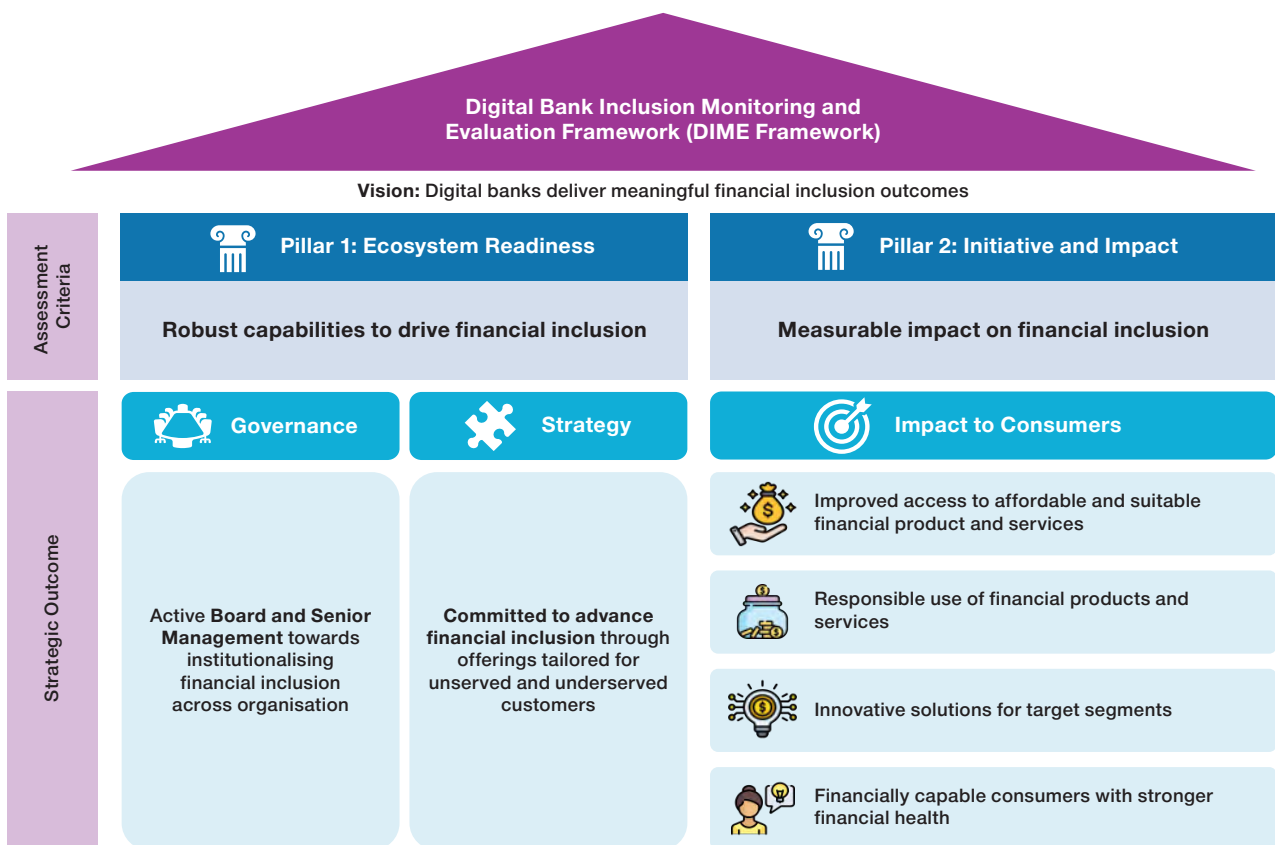 Digital Bank Inclusion Monitoring and
Evaluation Framework (DIME Framework)
Vision: Digital banks deliver meaningful financial inclusion outcomes
Assessment
Criteria
Pillar 1: Ecosystem Readiness
Robust capabilities to drive financial inclusion
Pillar 2: Initiative and Impact
Measurable impact on financial inclusion
Strategic Outcome
Governance
Active Board and Senior
Management towards
institutionalising
financial inclusion
across organisation
Strategy
Committed to advance
financial inclusion through
offerings tailored for
unserved and underserved
customers
Impact to Consumers
Improved access to affordable and suitable
financial product and services
Responsible use of financial products and
services
Innovative solutions for target segments
Financially capable consumers with stronger
financial health